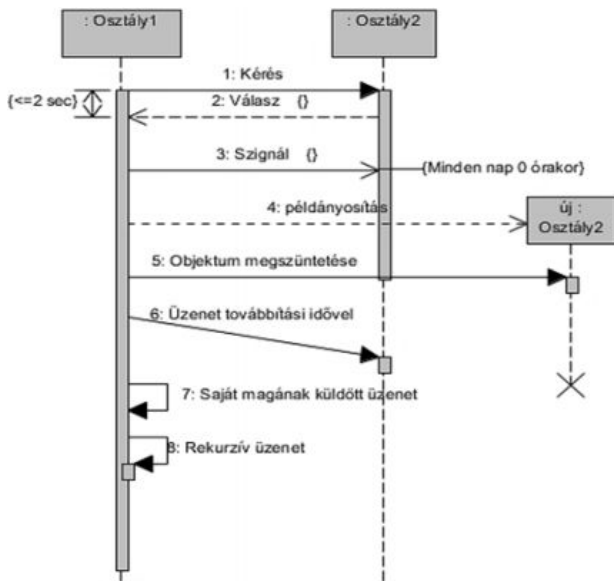 : Osztály1
: Osztály2
1: Kérés
{<=2 sec}
2: Válasz {}
3: Szignál {}
{Minden nap 0 órakor}
4: példányosítás
új :
Osztály2
5: Objektum megszüntetése
6: Üzenet továbbítási idővel
7: Saját magának küldött üzenet
8: Rekurzív üzenet